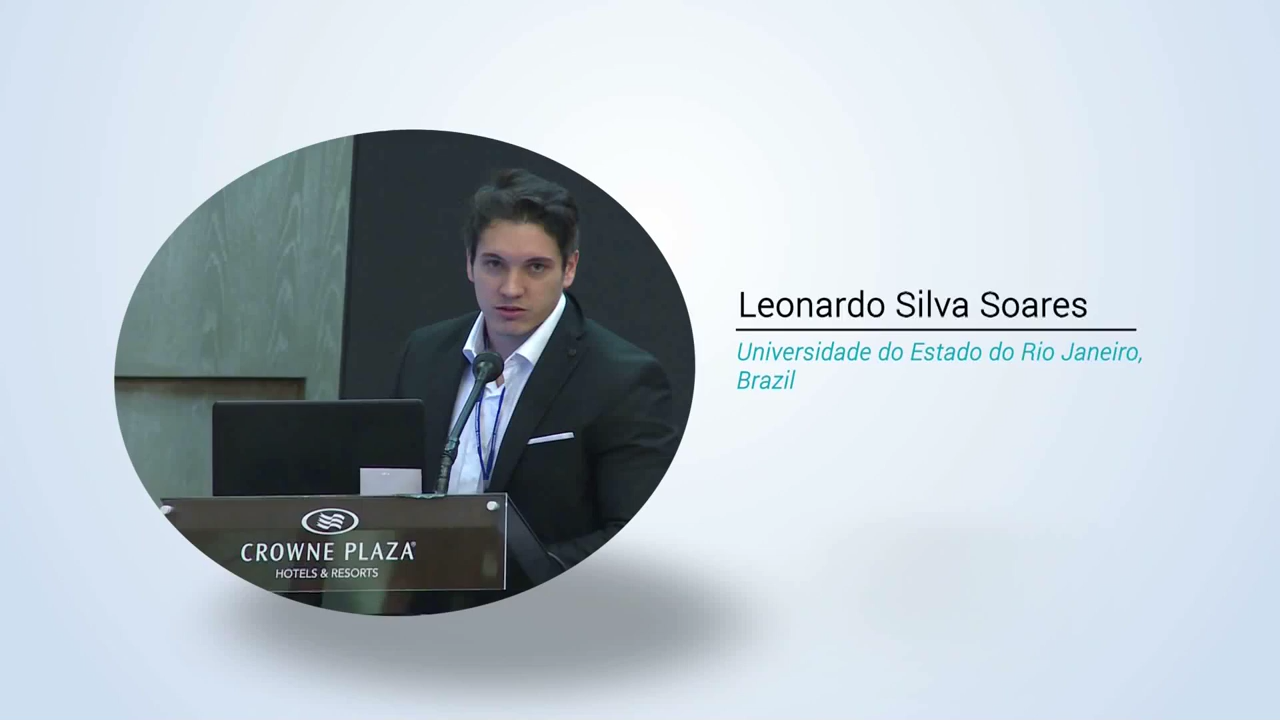 Leonardo Silva Soares
Universidade do Estado do Rio Janeiro,
Brazil
CROWNE PLAZA®
HOTELS & RESORTS